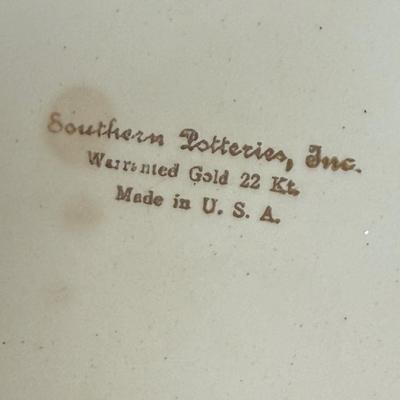 Southern Potteries, Inc.
Warranted Gold 22 Kt.
Made in U. S. A.